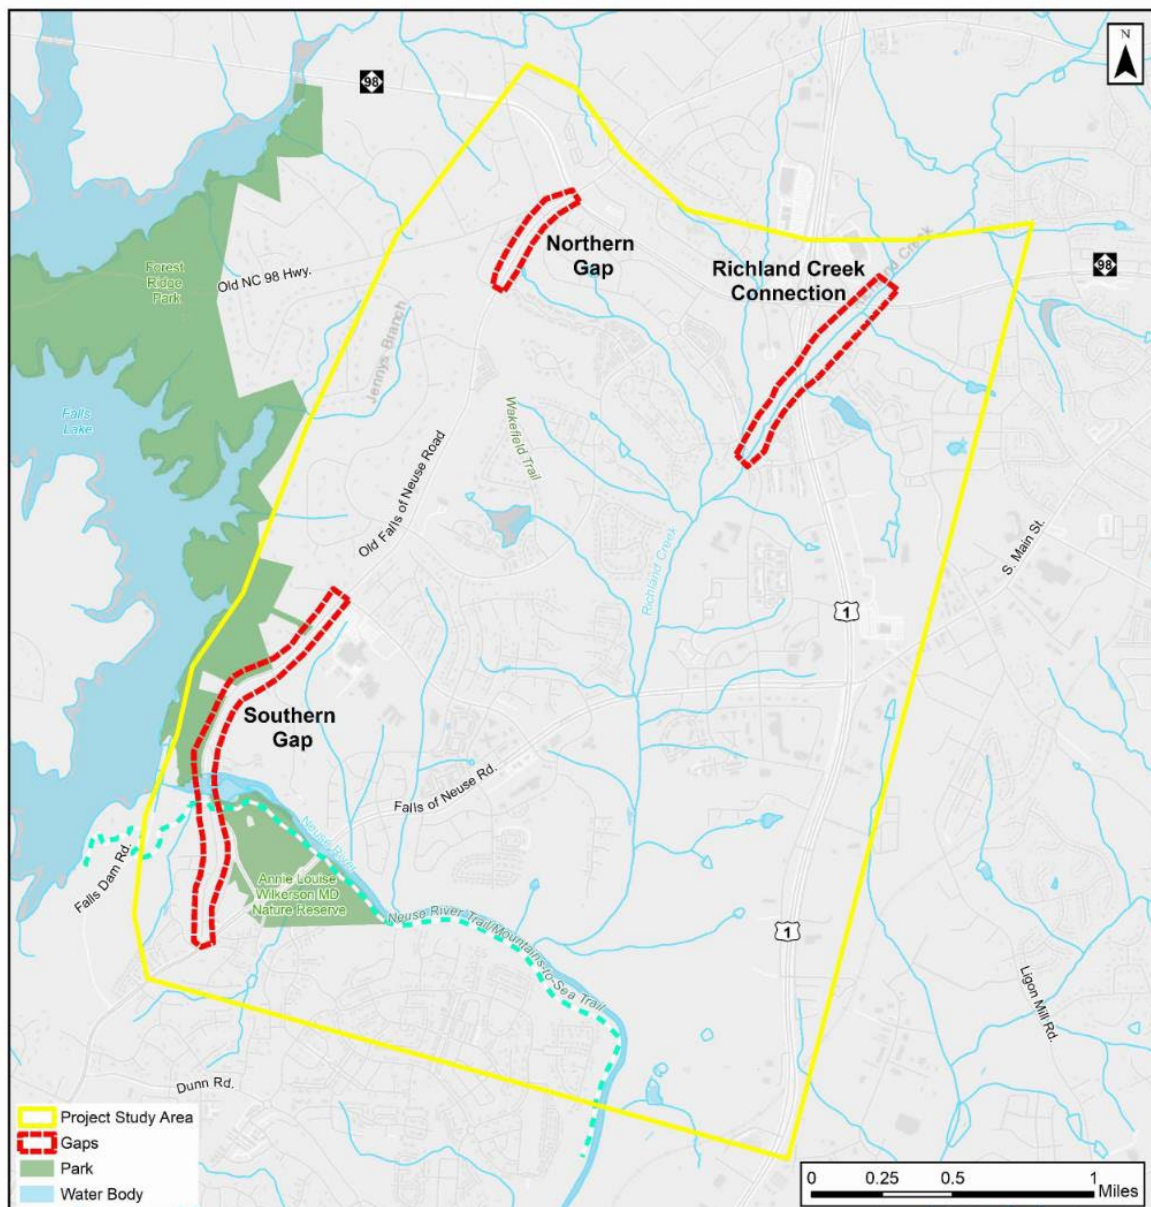 N
98
Northern
Gap
Richland Creek
Connection
98
Forest
Ridge
Park
Old NC 98 Hwy.
Jennys Branch
Falls
Lake
Wakefield Trail
Old Falls of Neuse Road
Richland Creek
S. Main St.
1
Southern
Gap
Falls of Neuse Rd.
Neuse River
Falls Dam Rd.
Annie Louise
Wilkerson MD
Nature Reserve
Neuse River Trail/Mountains-to-Sea Trail
1
Ligon Mill Rd.
Dunn Rd.
Project Study Area
Gaps
Park
Water Body
0 0.25 0.5 1
Miles